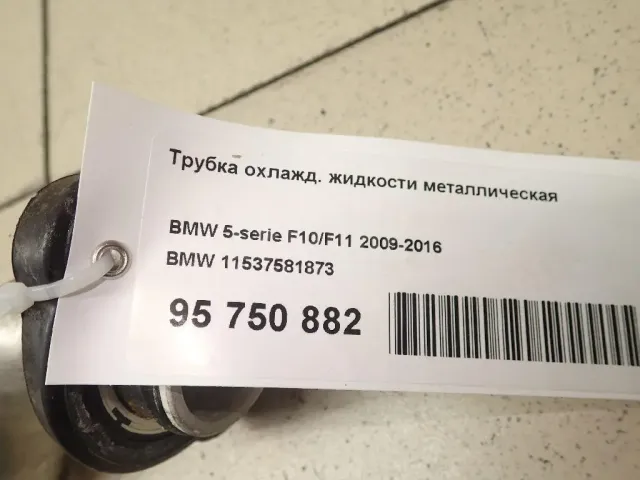 Трубка охлажд. жидкости металлическая
BMW 5-serie F10/F11 2009-2016
BMW 11537581873
95 750 882